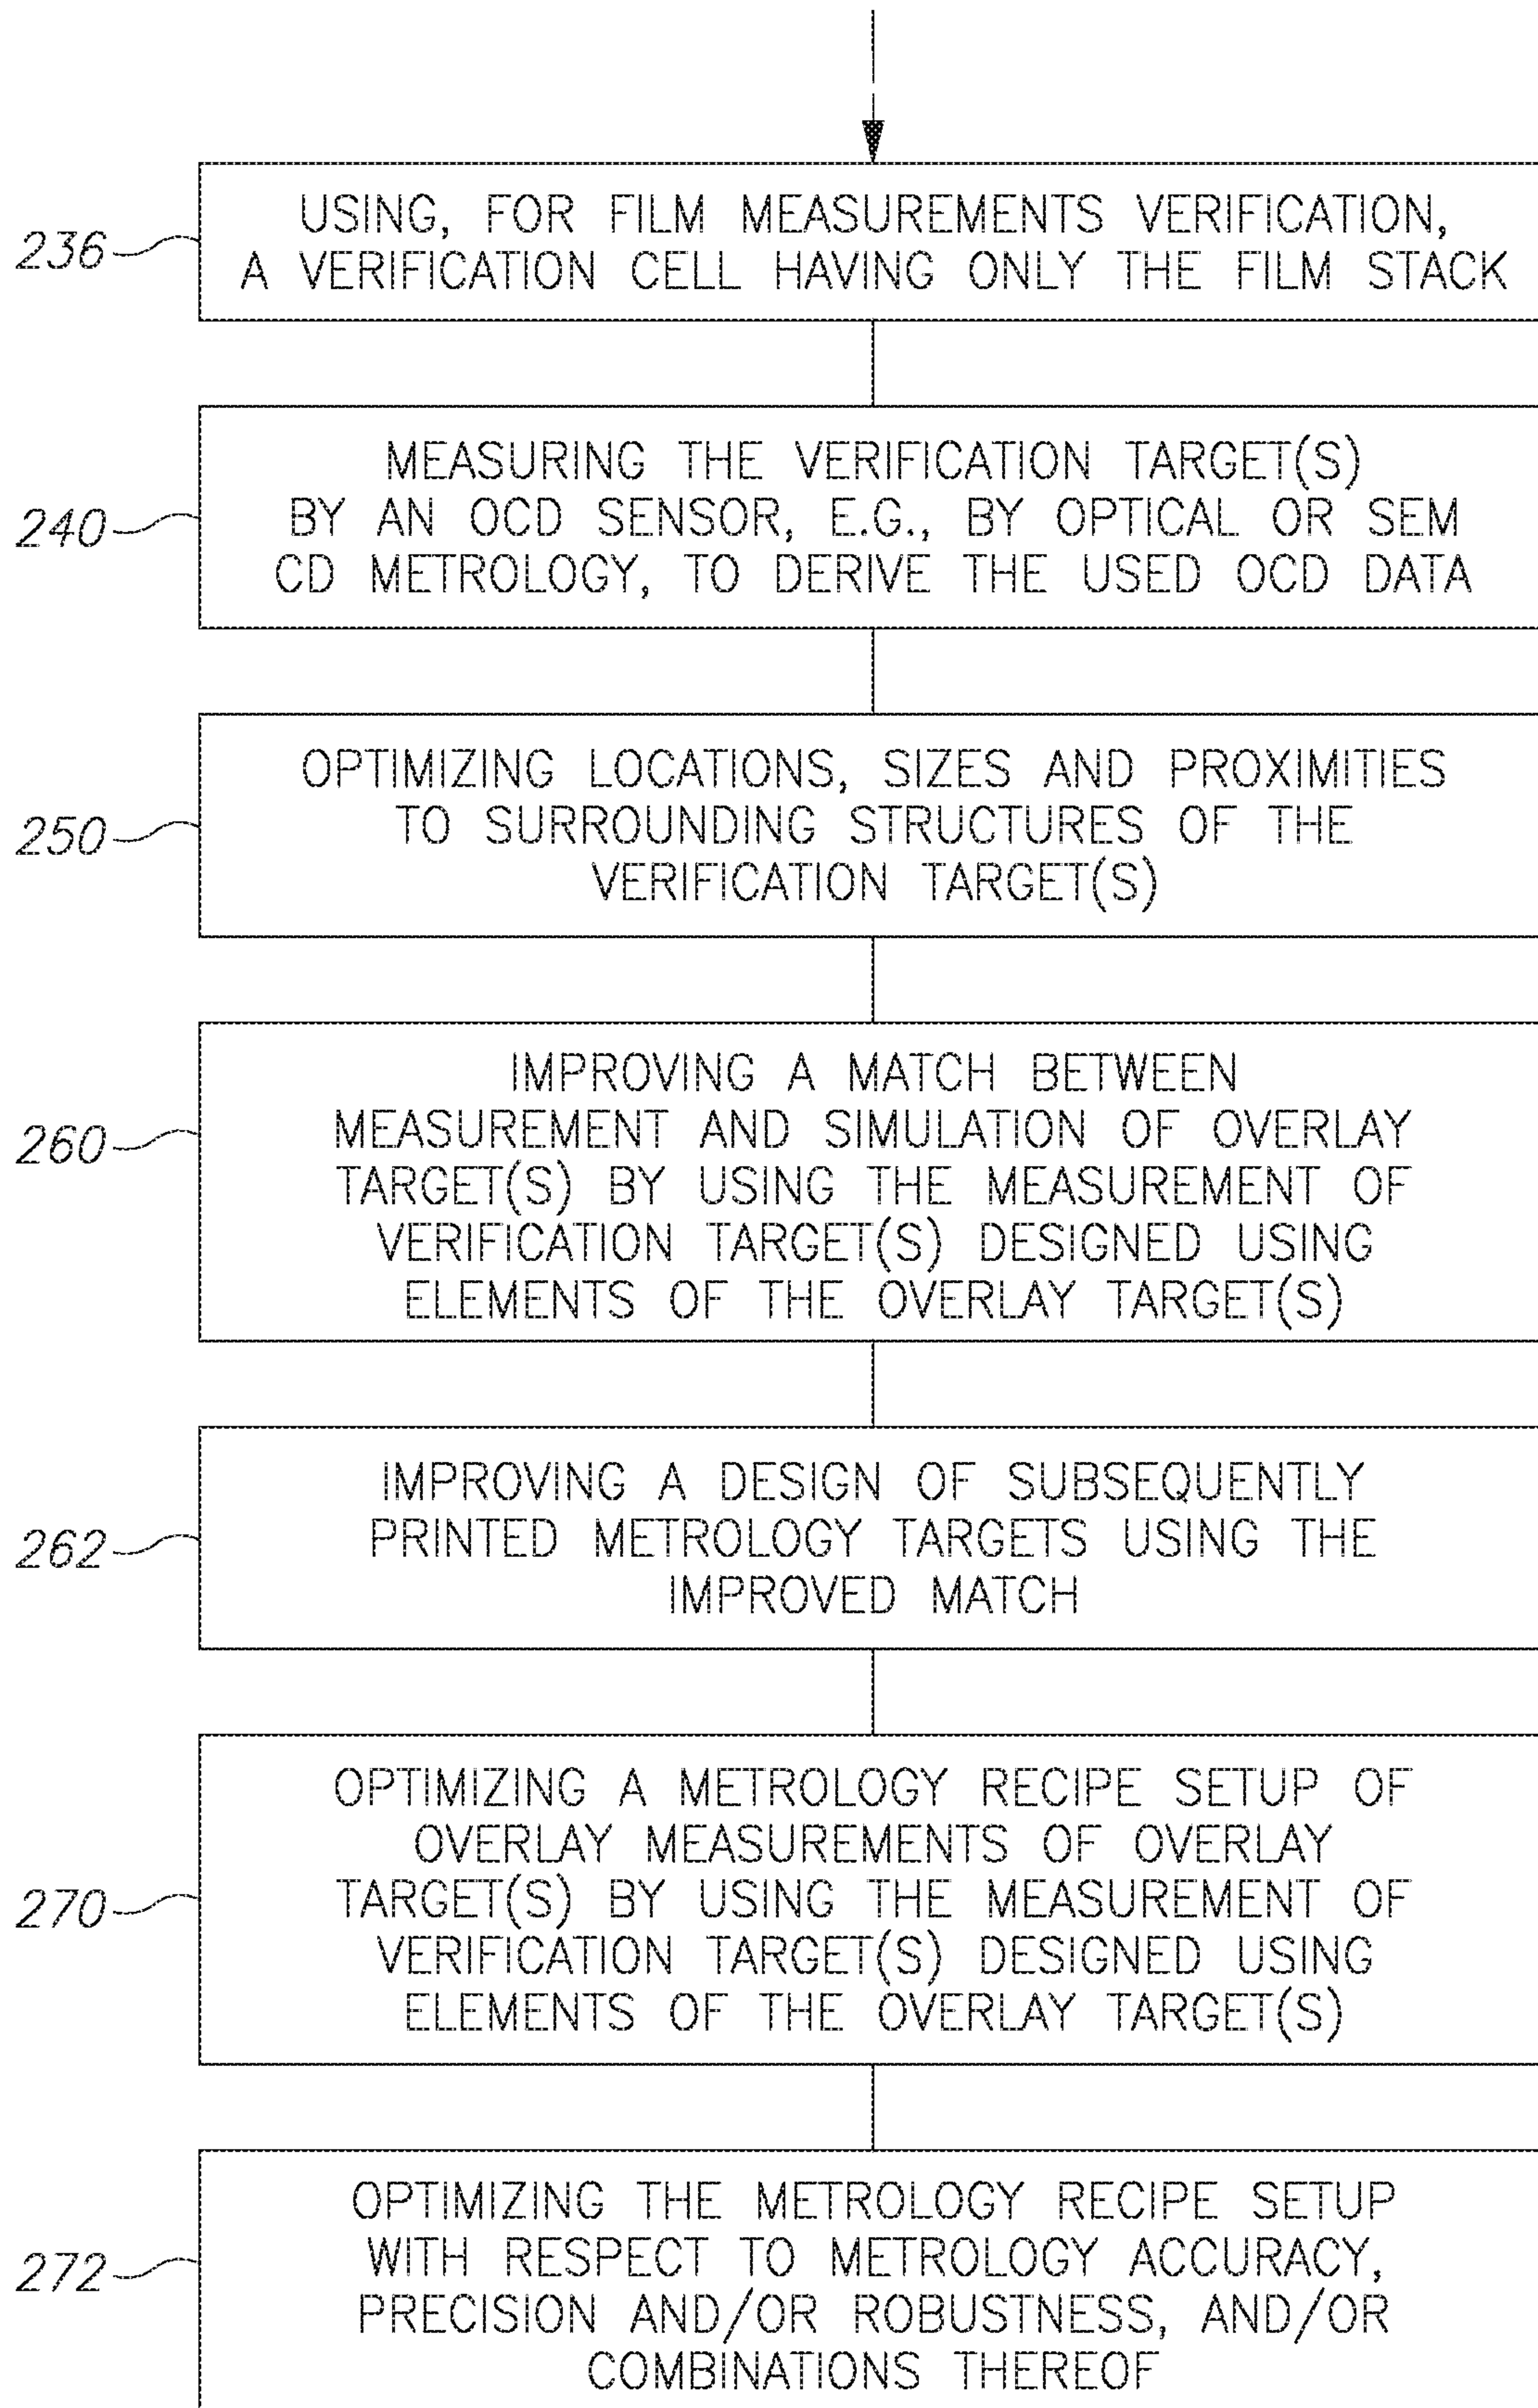 236
USING, FOR FILM MEASUREMENTS VERIFICATION,
A VERIFICATION CELL HAVING ONLY THE FILM STACK
240
MEASURING THE VERIFICATION TARGET(S)
BY AN OCD SENSOR, E.G., BY OPTICAL OR SEM
CD METROLOGY, TO DERIVE THE USED OCD DATA
250
OPTIMIZING LOCATIONS, SIZES AND PROXIMITIES
TO SURROUNDING STRUCTURES OF THE
VERIFICATION TARGET(S)
260
IMPROVING A MATCH BETWEEN
MEASUREMENT AND SIMULATION OF OVERLAY
TARGET(S) BY USING THE MEASUREMENT OF
VERIFICATION TARGET(S) DESIGNED USING
ELEMENTS OF THE OVERLAY TARGET(S)
262
IMPROVING A DESIGN OF SUBSEQUENTLY
PRINTED METROLOGY TARGETS USING THE
IMPROVED MATCH
270
OPTIMIZING A METROLOGY RECIPE SETUP OF
OVERLAY MEASUREMENTS OF OVERLAY
TARGET(S) BY USING THE MEASUREMENT OF
VERIFICATION TARGET(S) DESIGNED USING
ELEMENTS OF THE OVERLAY TARGET(S)
272
OPTIMIZING THE METROLOGY RECIPE SETUP
WITH RESPECT TO METROLOGY ACCURACY,
PRECISION AND/OR ROBUSTNESS, AND/OR
COMBINATIONS THEREOF